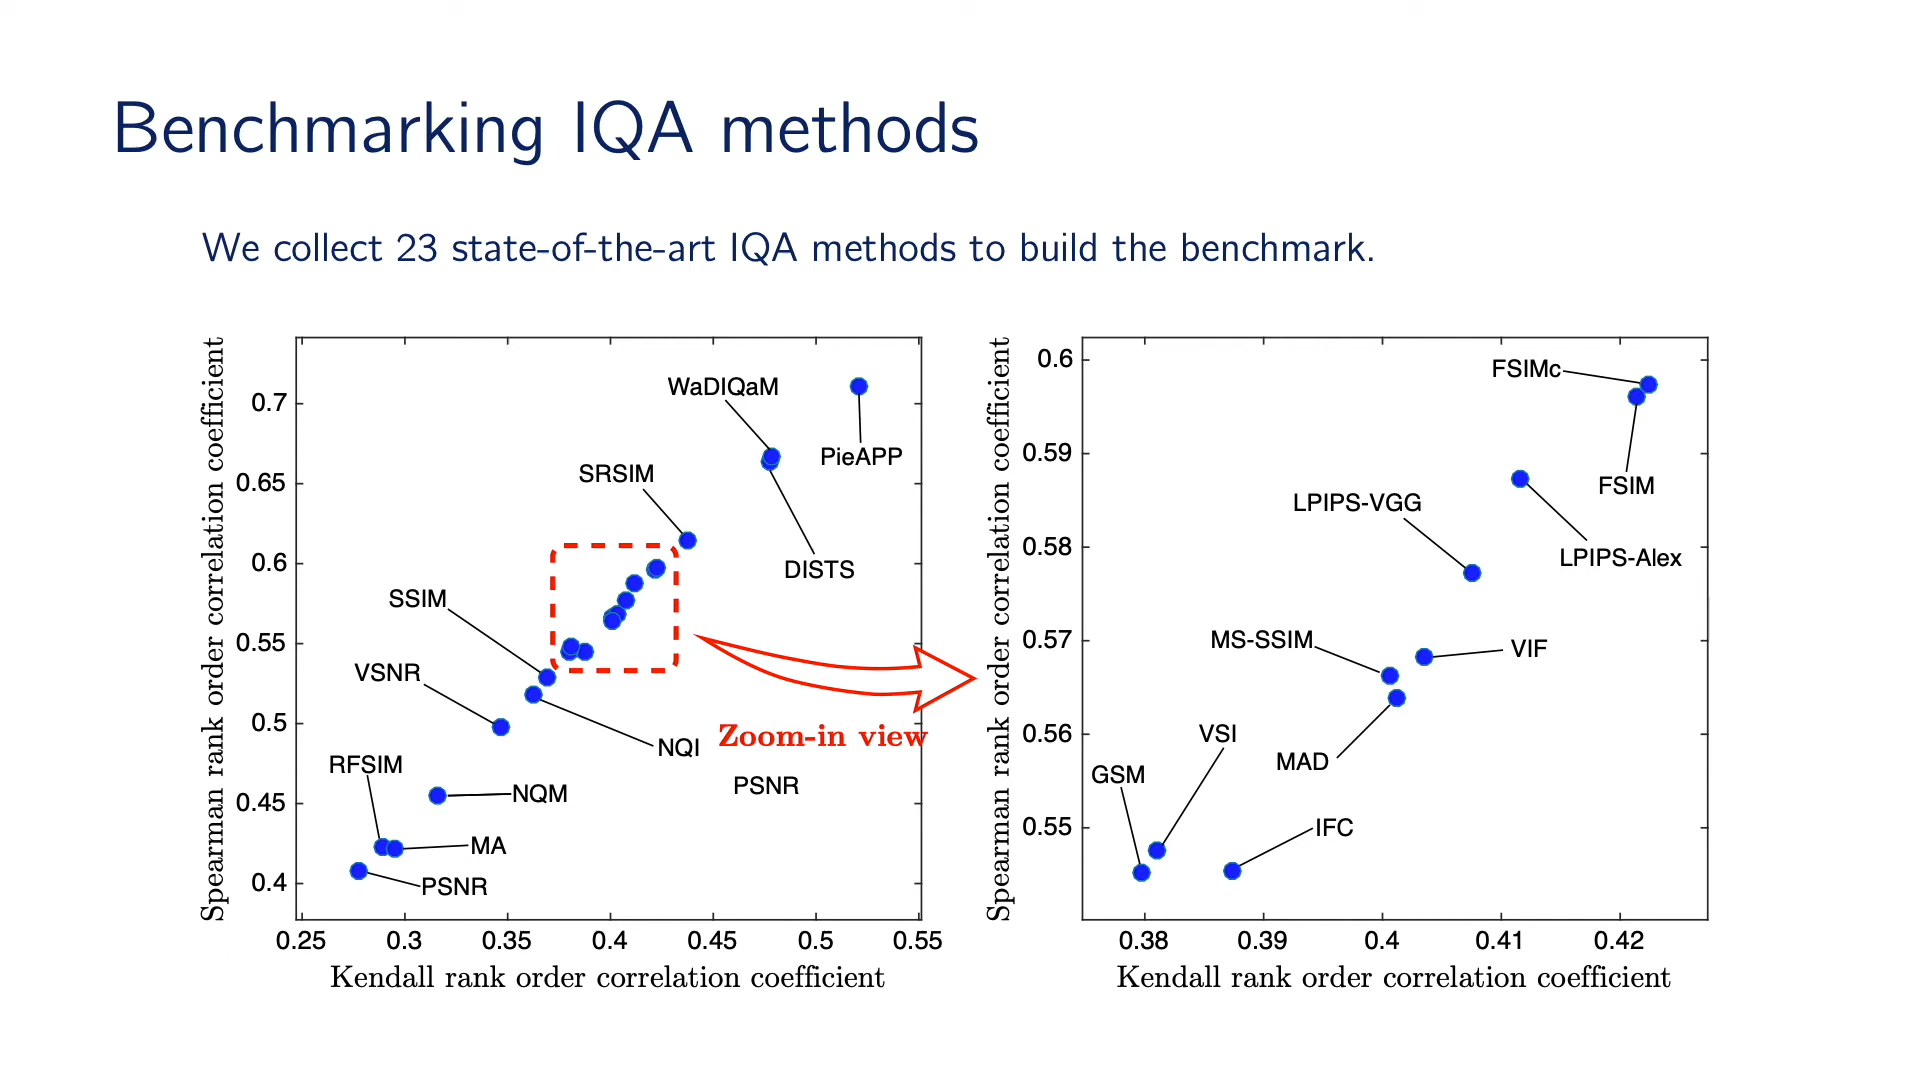 Benchmarking IQA methods
We collect 23 state-of-the-art IQA methods to build the benchmark.
Spearman rank order correlation coefficient
0.7
0.65
0.6
0.55
0.5
0.45
0.4
WaDIQaM
PieAPP
SRSIM
DISTS
SSIM
VSNR
NQI
Zoom-in view
RFSIM
PSNR
NQM
MA
PSNR
0.25 0.3 0.35 0.4 0.45 0.5 0.55
Kendall rank order correlation coefficient
Spearman rank order correlation coefficient
0.6
0.59
0.58
0.57
0.56
0.55
FSIMc
FSIM
LPIPS-VGG
LPIPS-Alex
MS-SSIM
VIF
VSI
MAD
GSM
IFC
0.38 0.39 0.4 0.41 0.42
Kendall rank order correlation coefficient